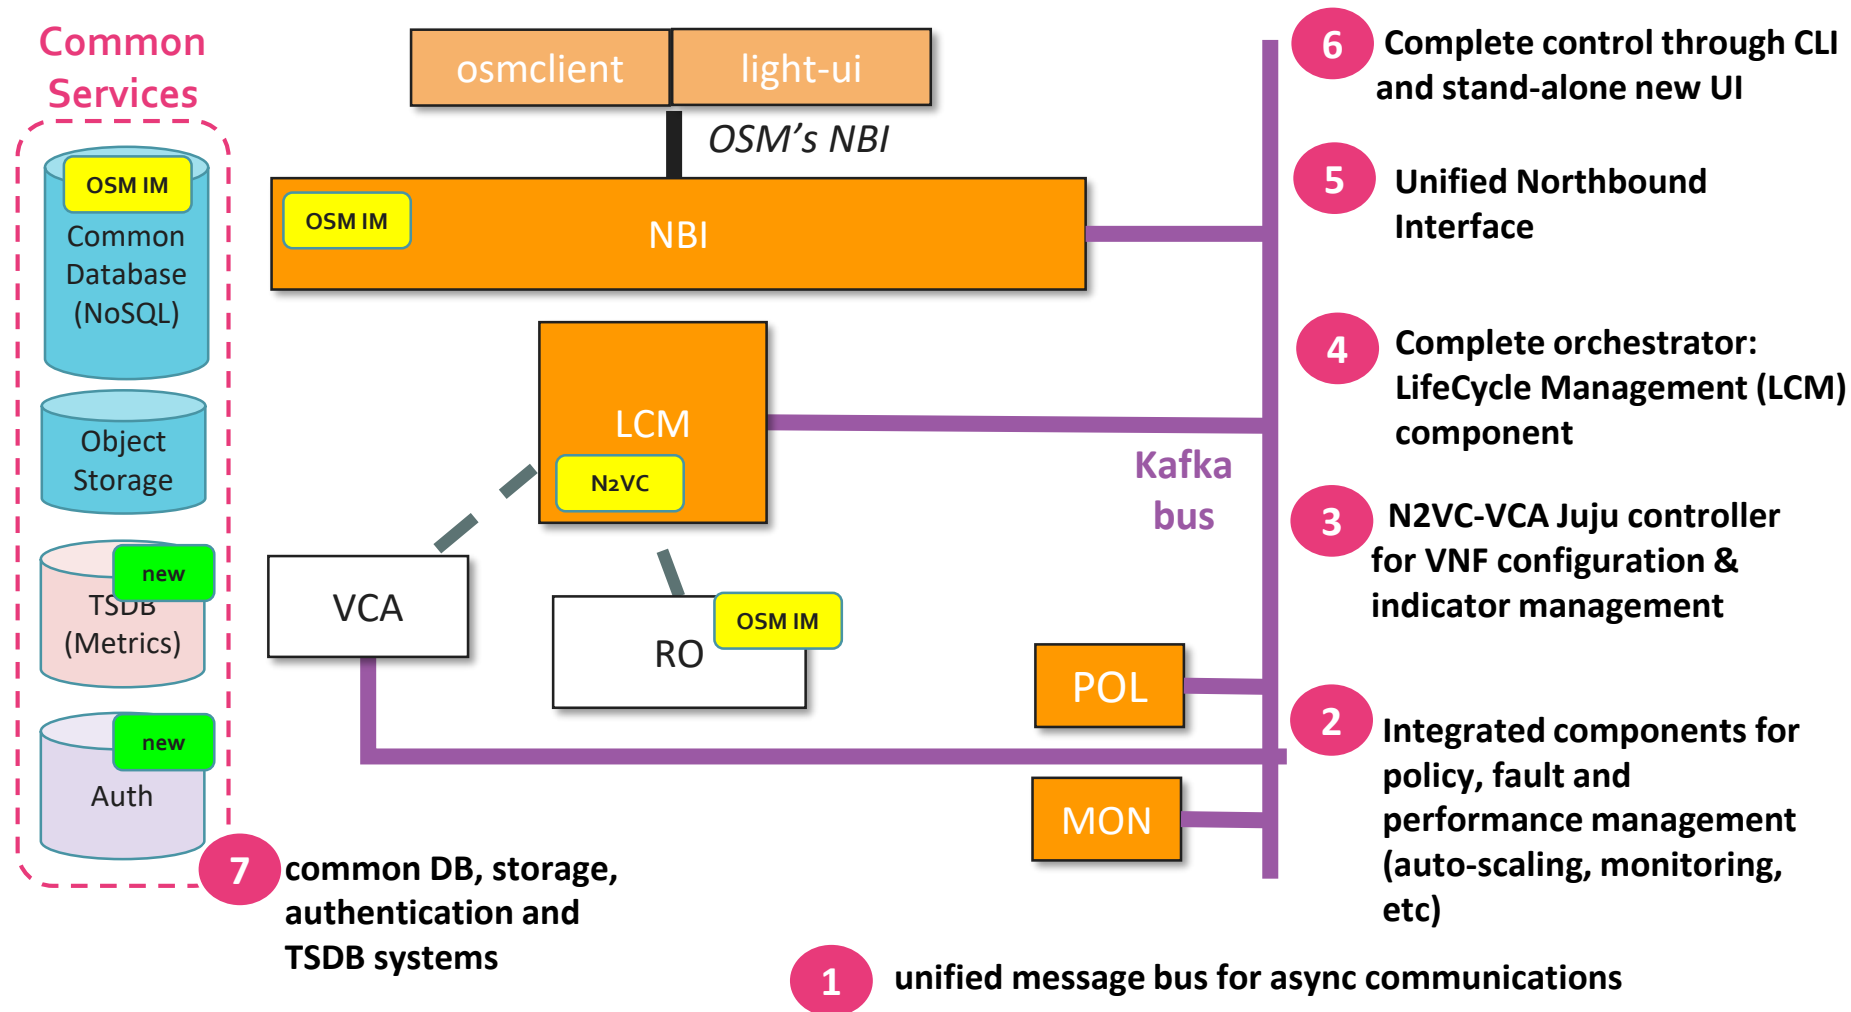 Common
Services
OSM IM
Common
Database
(NoSQL)
Object
Storage
new
TSDB
(Metrics)
new
Auth
7
common DB, storage,
authentication and
TSDB systems
osmclient
light-ui
OSM’s NBI
OSM IM
NBI
LCM
N2VC
VCA
RO
OSM IM
POL
MON
Kafka
bus
6
Complete control through CLI
and stand-alone new UI
5
Unified Northbound
Interface
4
Complete orchestrator:
LifeCycle Management (LCM)
component
3
N2VC-VCA Juju controller
for VNF configuration &
indicator management
2
Integrated components for
policy, fault and
performance management
(auto-scaling, monitoring,
etc)
1
unified message bus for async communications